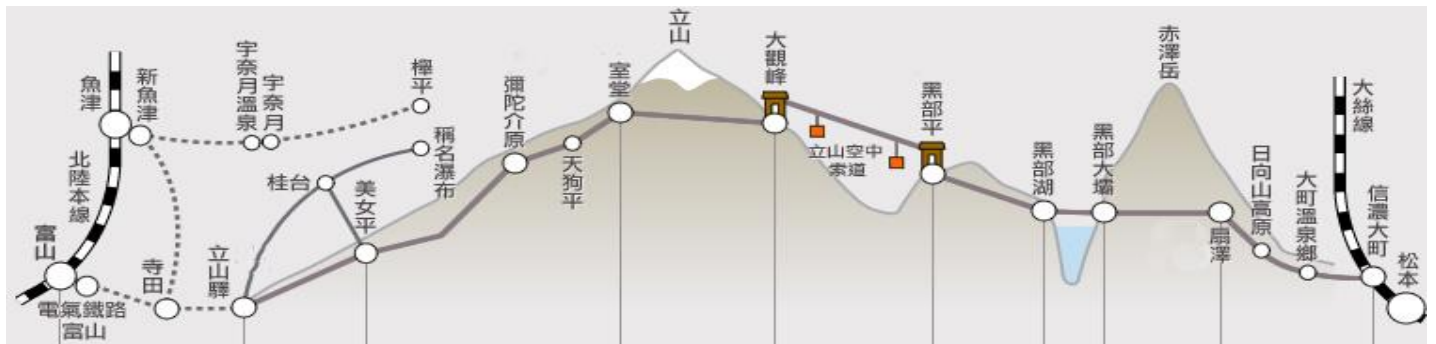 魚津
新魚津
宇奈月溫泉
宇奈月
欅平
稱名瀑布
北陸本線
桂台
美女平
富山
電氣鐵路
富山
寺田
立山驛
彌陀介原
天狗平
室堂
立山
大觀峰
立山空中
索道
黑部平
黑部湖
黑部大壩
赤澤岳
扇澤
日向山高原
大町溫泉鄉
大絲線
信濃大町
松本